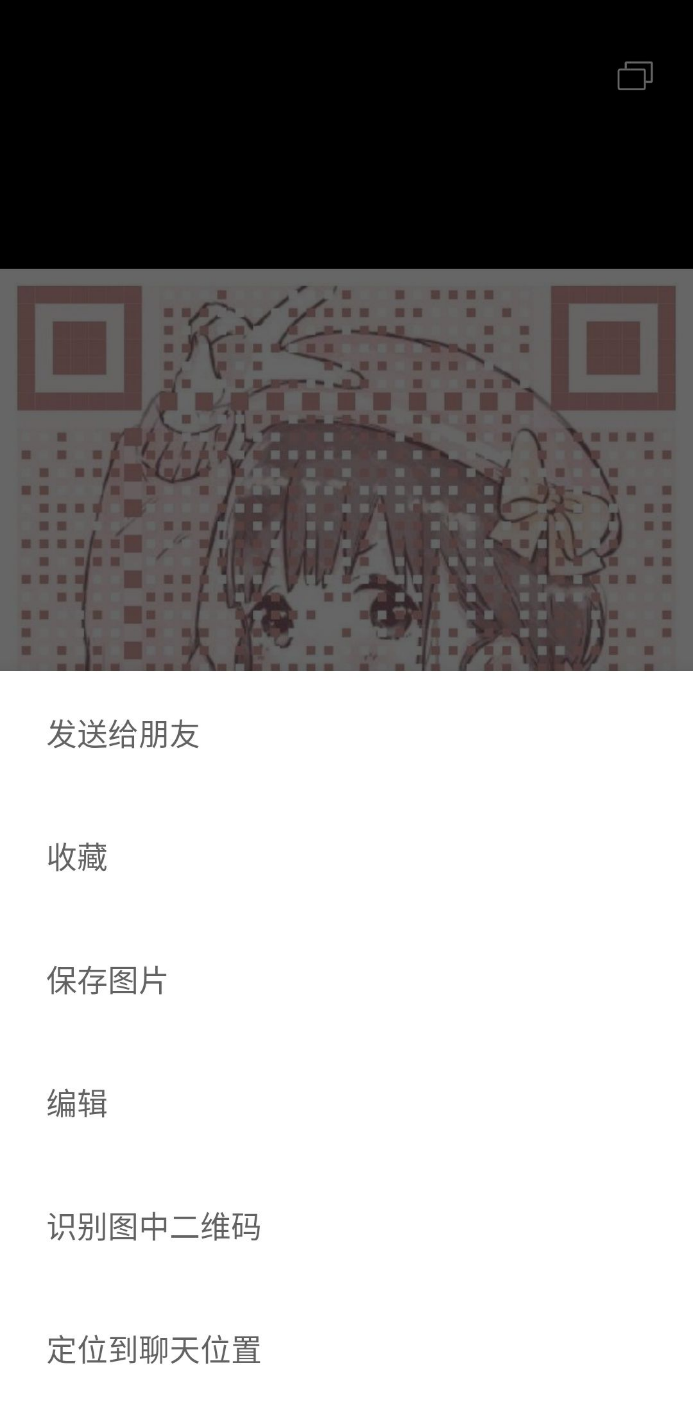 发送给朋友
收藏
保存图片
编辑
识别图中二维码
定位到聊天位置